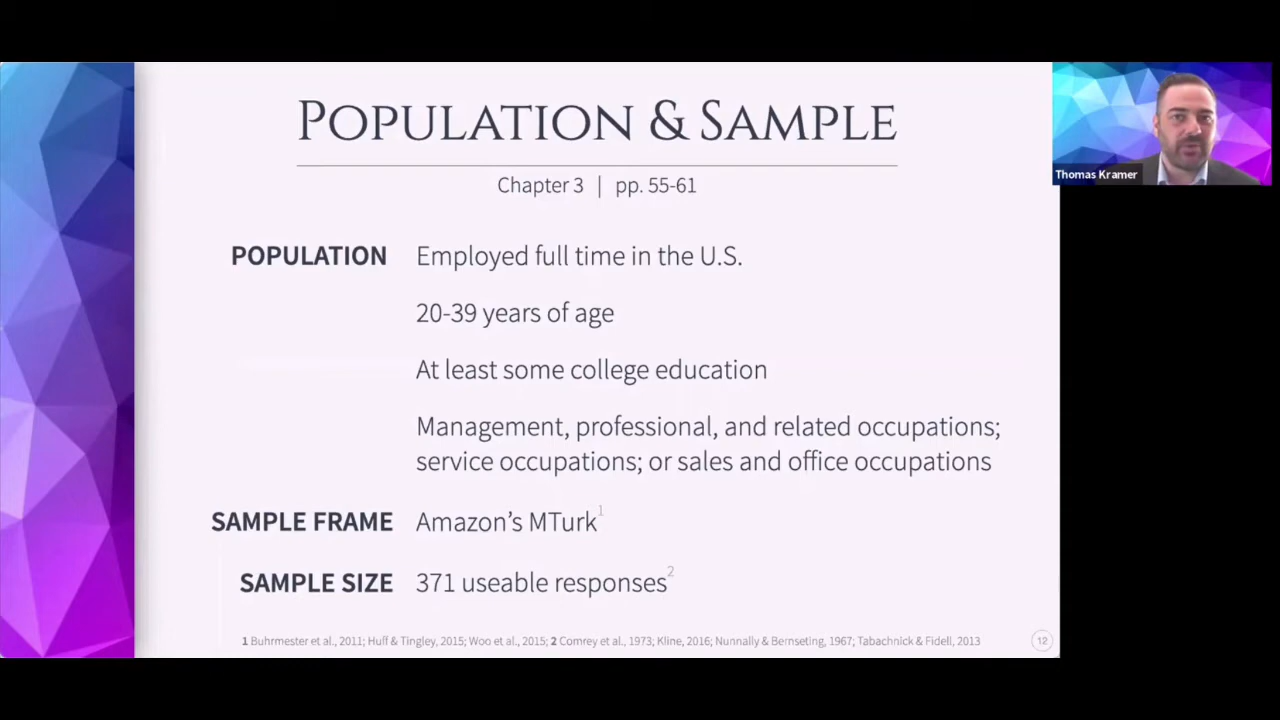 POPULATION & SAMPLE
Chapter 3 | pp. 55-61
POPULATION Employed full time in the U.S.
20-39 years of age
At least some college education
Management, professional, and related occupations;
service occupations; or sales and office occupations
SAMPLE FRAME Amazon's MTurk1
SAMPLE SIZE 371 useable responses2
1 Buhrmester et al., 2011; Huff & Tingley, 2015; Woo et al., 2015; 2 Comrey et al., 1973; Kline, 2016; Nunnally & Bernseting, 1967; Tabachnick & Fidell, 2013
12
Thomas Kramer